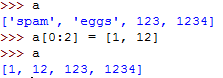 >>> a
['spam', 'eggs', 123, 1234]
>>> a[0:2] = [1, 12]
>>> a
[1, 12, 123, 1234]